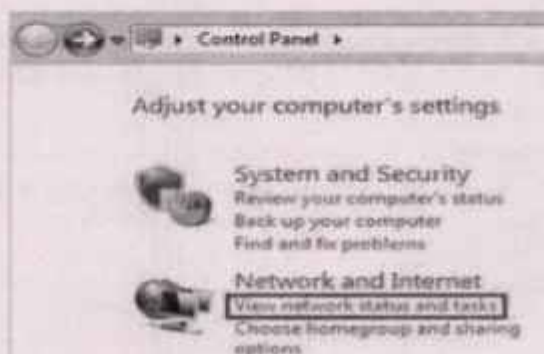 Control Panel
Adjust your computer's settings
System and Security
Review your computer's status
Back up your computer
Find and fix problems
Network and Internet
View network status and tasks
Choose homegroup and sharing
options